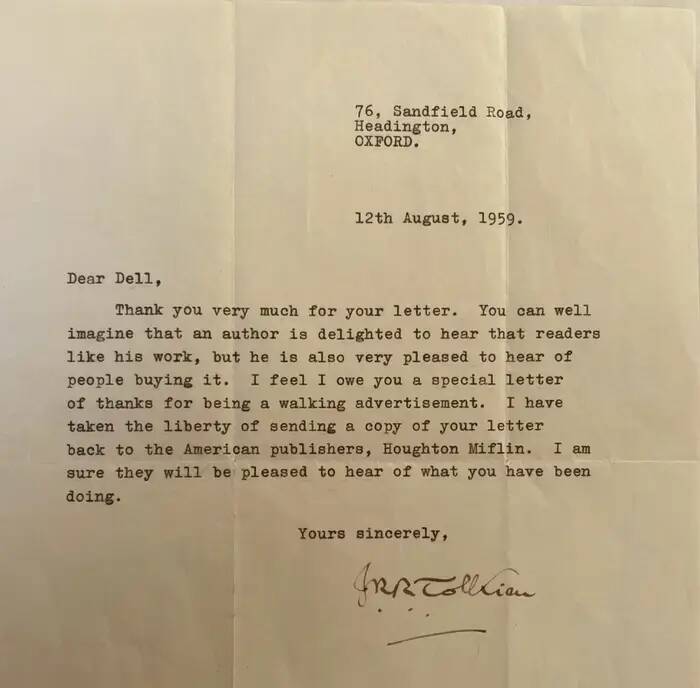 76, Sandfield Road,
Headington,
OXFORD.
12th August, 1959.
Dear Dell,
Thank you very much for your letter. You can well
imagine that an author is delighted to hear that readers
like his work, but he is also very pleased to hear of
people buying it. I feel I owe you a special letter
of thanks for being a walking advertisement. I have
taken the liberty of sending a copy of your letter
back to the American publishers, Houghton Miflin. I am
sure they will be pleased to hear of what you have been
doing.
Yours sincerely,
JRRTolkien